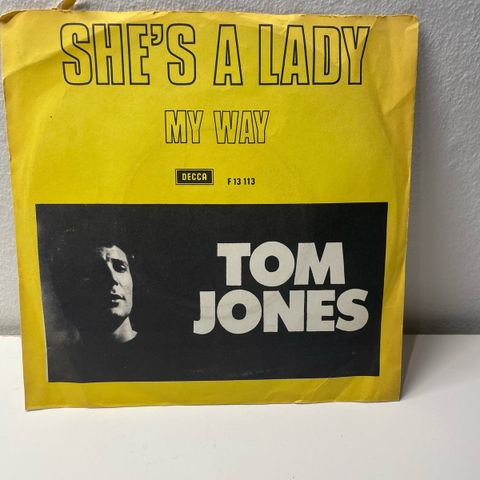 SHE'S A LADY
MY WAY
DECCA F 13 113
TOM
JONES